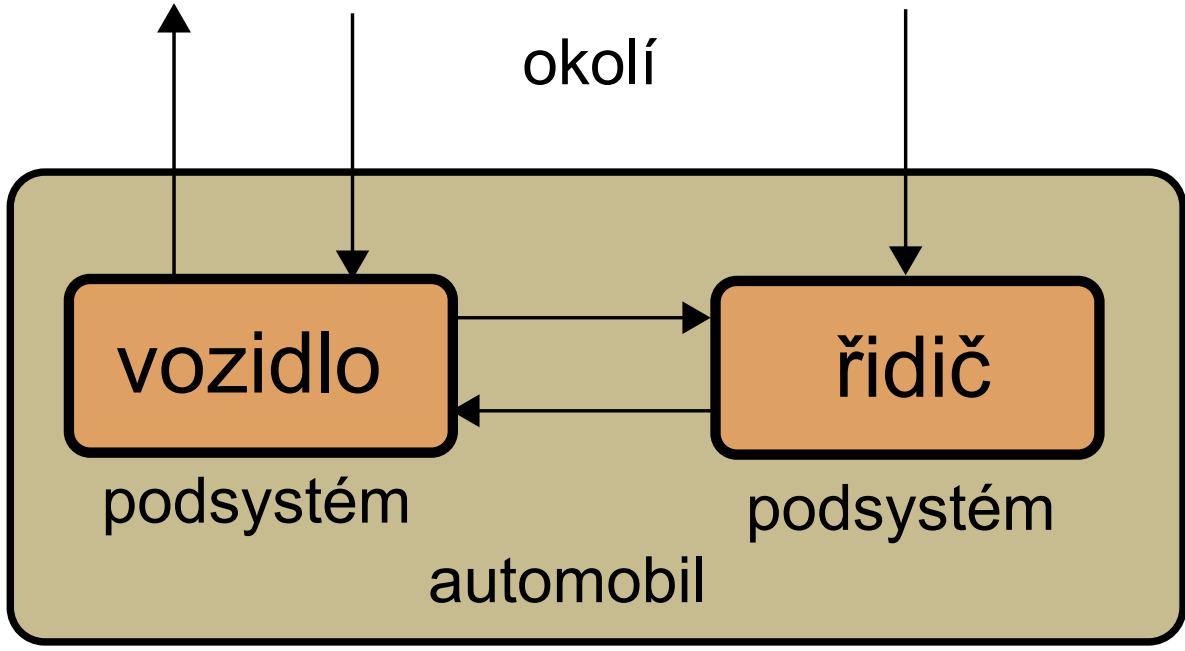 okolí
vozidlo
řidič
podsystém
podsystém
automobil